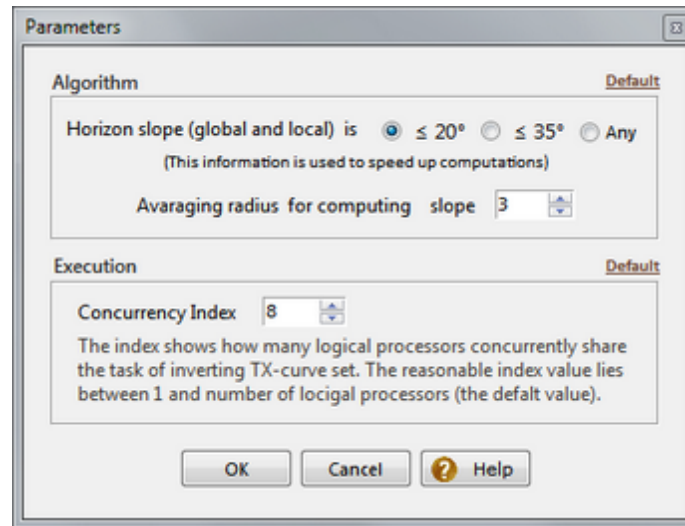 Parameters
Algorithm Default
Horizon slope (global and local) is ≤ 20° ≤ 35° Any
(This information is used to speed up computations)
Avaraging radius for computing slope 3
Execution Default
Concurrency Index 8
The index shows how many logical processors concurrently share
the task of inverting TX-curve set. The reasonable index value lies
between 1 and number of locigal processors (the defalt value).
OK Cancel ? Help